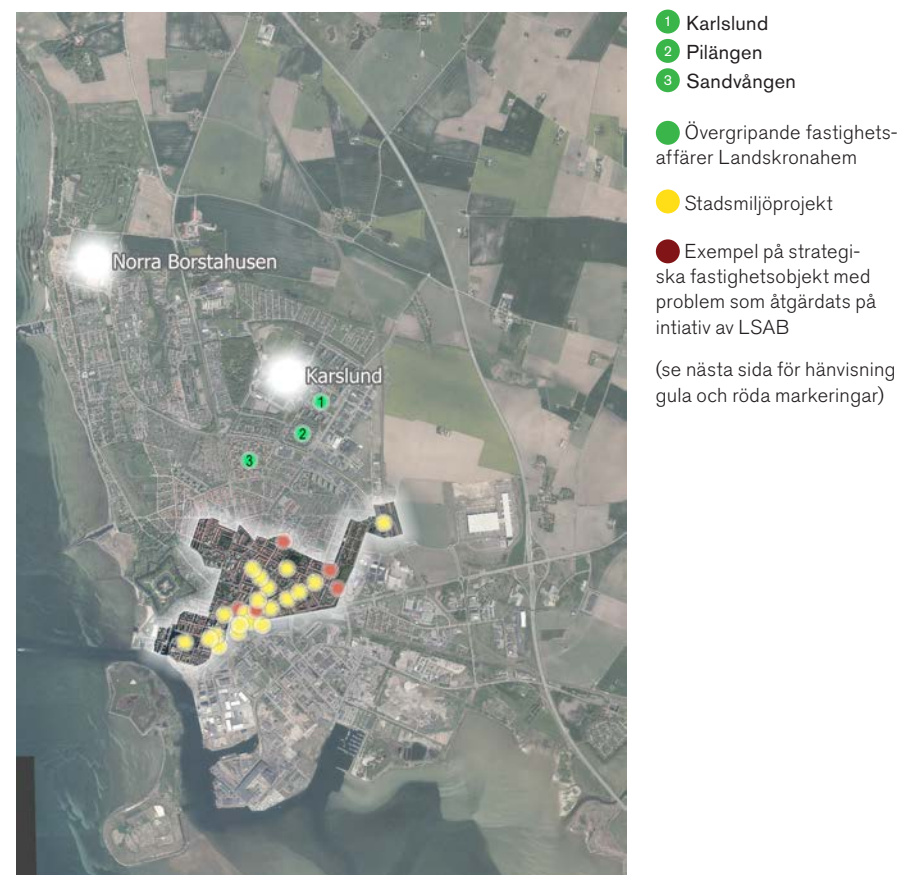 Norra Borstahusen
Karslund
1
2
3
1 Karlslund
2 Pilängen
3 Sandvången
Övergripande fastighets-
affärer Landskronahem
Stadsmiljöprojekt
Exempel på strategi-
ska fastighetsobjekt med
problem som åtgärdats på
intiativ av LSAB
(se nästa sida för hänvisning
gula och röda markeringar)